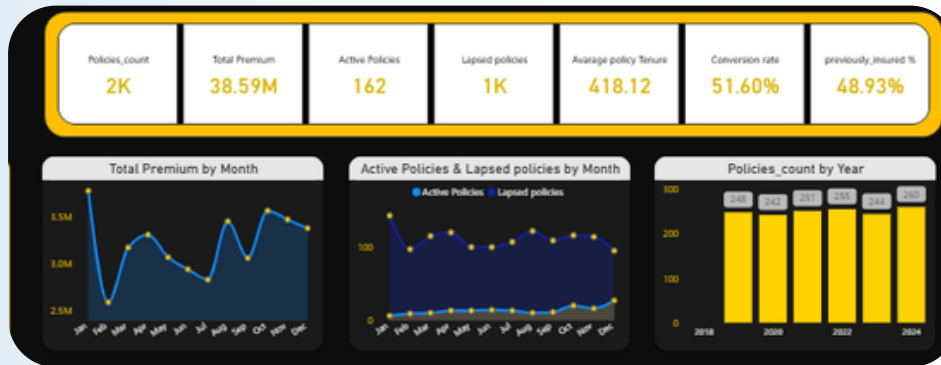 Policies_count
2K
Total Premium
38.59M
Active Policies
162
Lapsed policies
1K
Avarage policy Tenure
418.12
Conversion rate
51.60%
previously_insured %
48.93%
Total Premium by Month
3.5M
3.0M
2.5M
Jan Feb Mar Apr May Jun Jul Aug Sep Oct Nov Dec
Active Policies & Lapsed policies by Month
Active Policies Lapsed policies
100
0
Jan Feb Mar Apr May Jun Jul Aug Sep Oct Nov Dec
Policies_count by Year
300
200
100
0
248 242 251 255 244 260
2018 2020 2022 2024